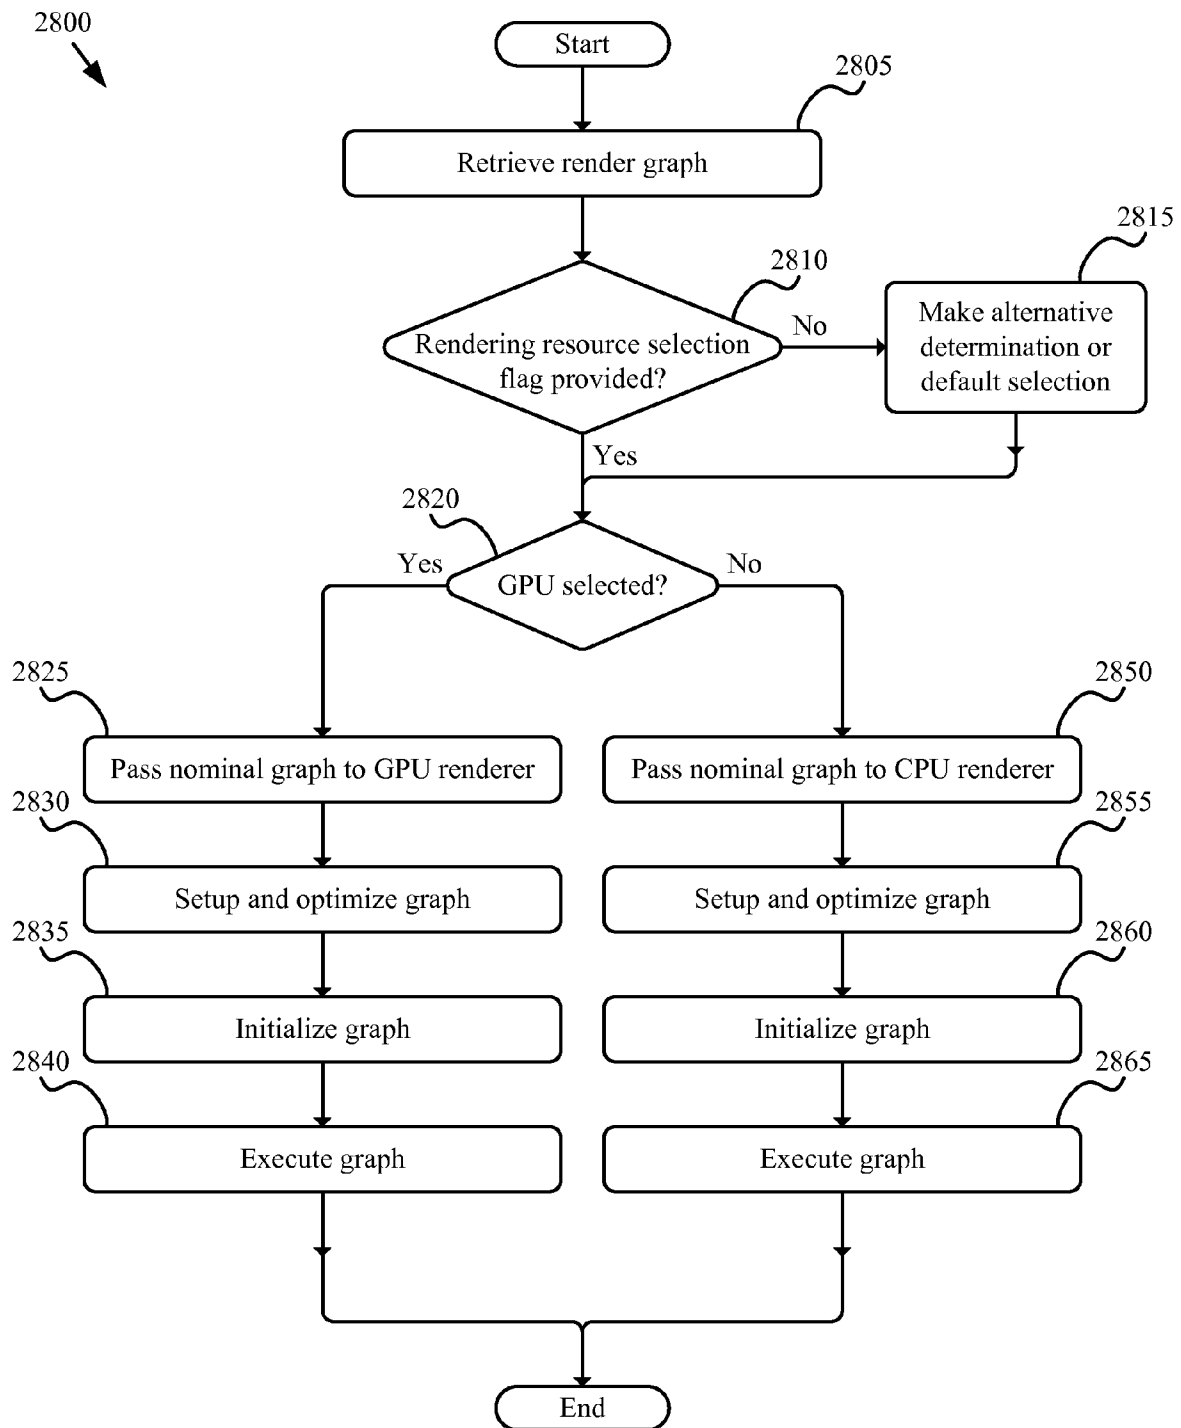 2800
Start
2805
Retrieve render graph
2810
2815
Rendering resource selection
flag provided?
No
Make alternative
determination or
default selection
Yes
2820
Yes
GPU selected?
No
2825
2850
Pass nominal graph to GPU renderer
Pass nominal graph to CPU renderer
2830
2855
Setup and optimize graph
Setup and optimize graph
2835
2860
Initialize graph
Initialize graph
2840
2865
Execute graph
Execute graph
End